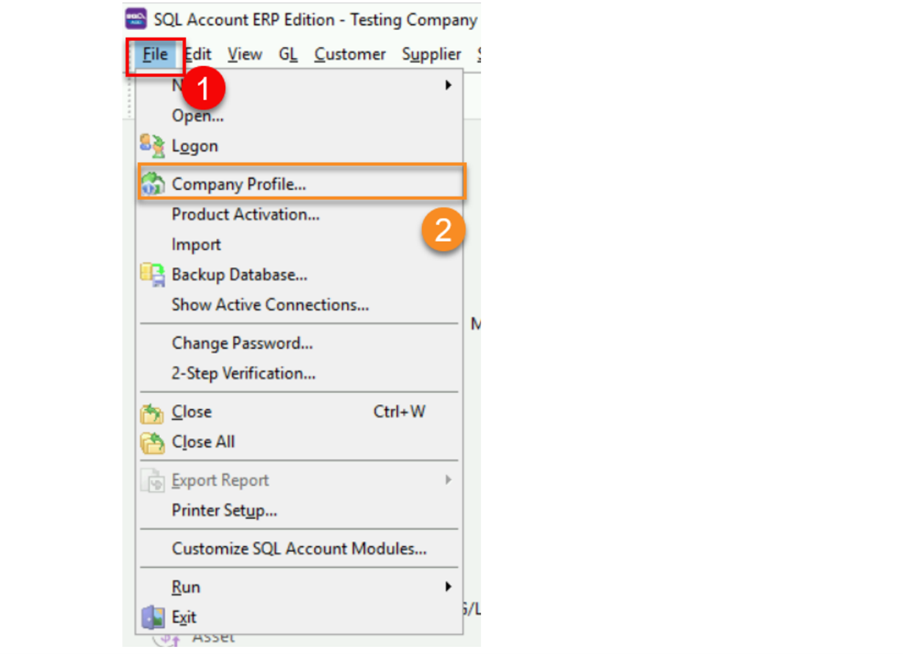 SQL Account ERP Edition - Testing Company
File Edit View GL Customer Supplier
1
Open...
Logon
Company Profile...
Product Activation...
2
Import
Backup Database...
Show Active Connections...
Change Password...
2-Step Verification...
Close Ctrl+W
Close All
Export Report
Printer Setup...
Customize SQL Account Modules...
Run
Exit
Asset